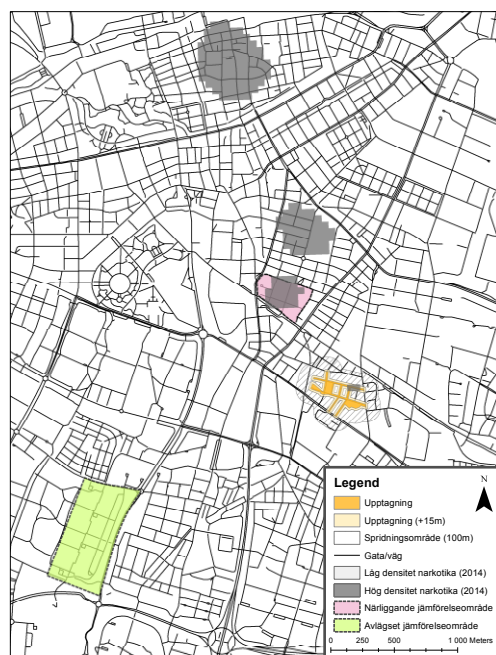 Legend
N
Upptagning
Upptagning (+15m)
Spridningsområde (100m)
Gata/väg
Låg densitet narkotika (2014)
Hög densitet narkotika (2014)
Närliggande jämförelseområde
Avlägset jämförelseområde
0 500 1 000 Meters